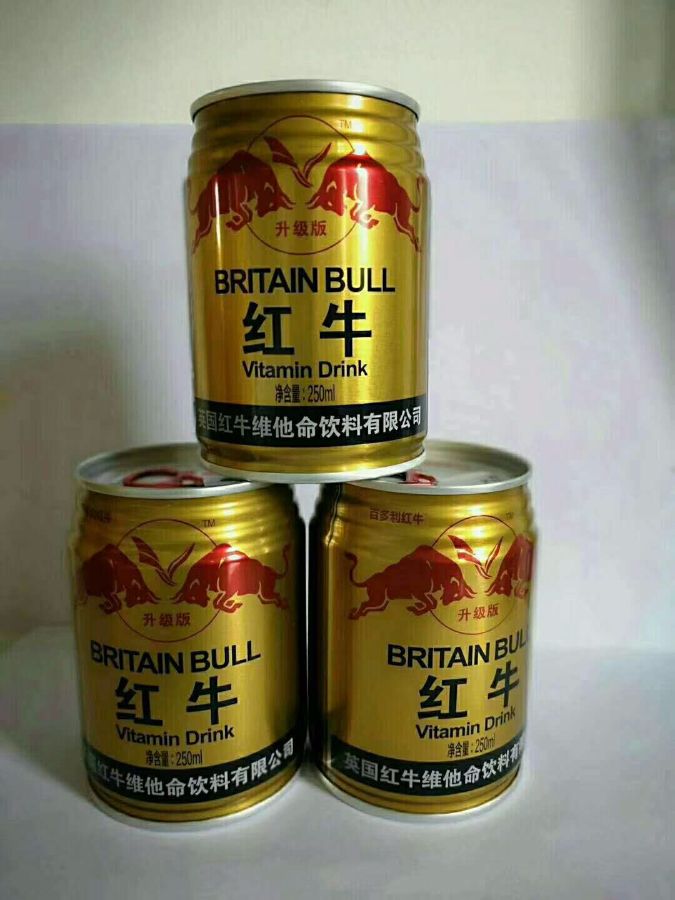 TM
升级版
BRITAIN BULL
红牛
Vitamin Drink
净含量:250ml
英国红牛维他命饮料有限公司
TM
升级版
BRITAIN BULL
红牛
Vitamin Drink
净含量:250ml
红牛维他命饮料有限公司
百多利红牛
TM
升级版
BRITAIN BULL
红牛
Vitamin Drink
净含量:250ml
英国红牛维他命饮料有